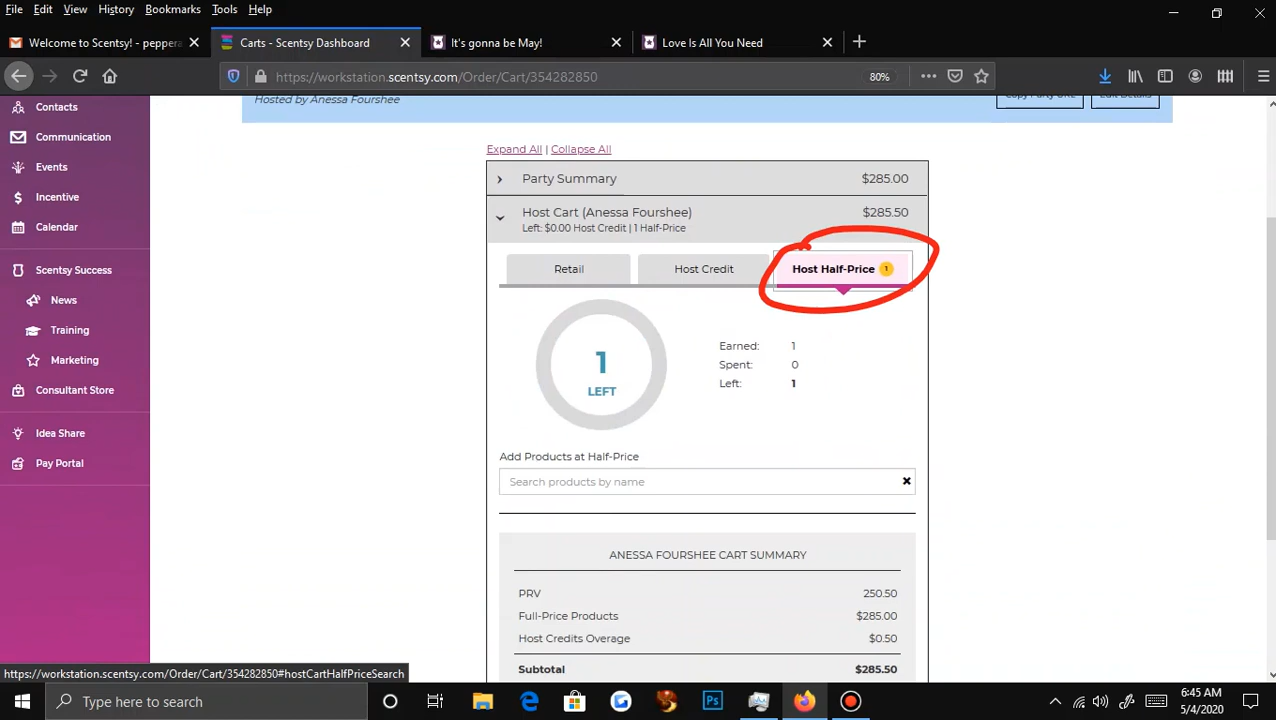 File Edit View History Bookmarks Tools Help
Welcome to Scentsy! - peppera
Carts - Scentsy Dashboard
It's gonna be May!
Love Is All You Need
https://workstation.scentsy.com/Order/Cart/354282850
80%
Contacts
Communication
Events
Incentive
Calendar
Scentsy Success
News
Training
Marketing
Consultant Store
Idea Share
Pay Portal
Hosted by Anessa Fourshee
Copy Party URL
Edit Details
Expand All | Collapse All
Party Summary $285.00
Host Cart (Anessa Fourshee) $285.50
Left: $0.00 Host Credit | 1 Half-Price
Retail Host Credit Host Half-Price 1
1
LEFT
Earned: 1
Spent: 0
Left: 1
Add Products at Half-Price
Search products by name
ANESSA FOURSHEE CART SUMMARY
PRV 250.50
Full-Price Products $285.00
Host Credits Overage $0.50
Subtotal $285.50
https://workstation.scentsy.com/Order/Cart/354282850#hostCartHalfPriceSearch
Type here to search
Ps
6:45 AM
5/4/2020